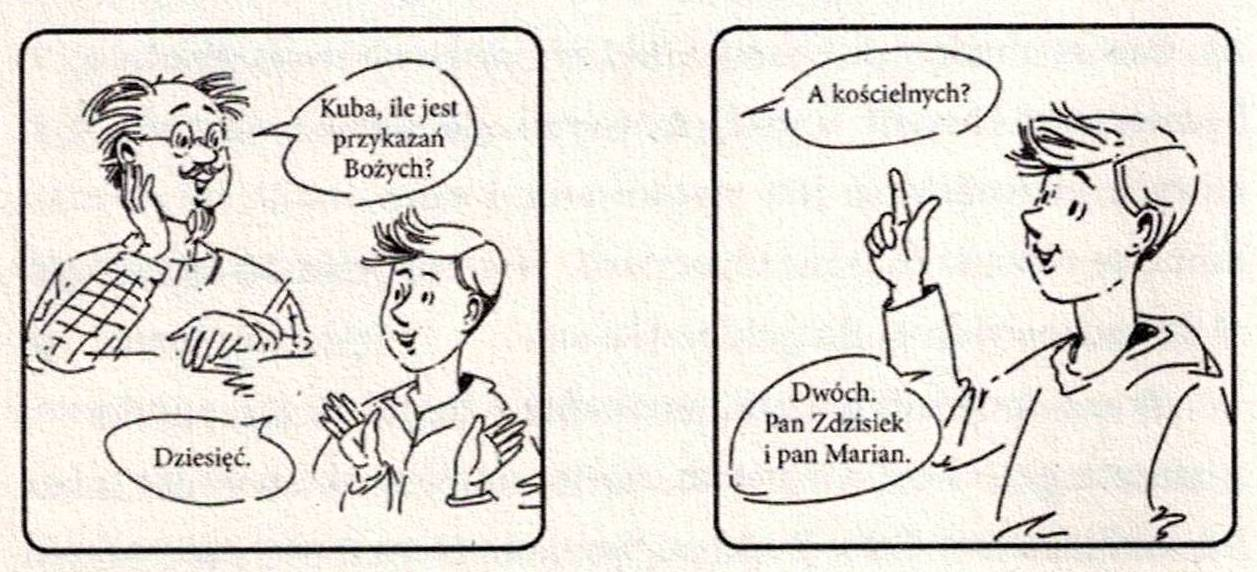 Kuba, ile jest
przykazań
Bożych?
Dziesięć.
A kościelnych?
Dwóch.
Pan Zdzisiek
i pan Marian.